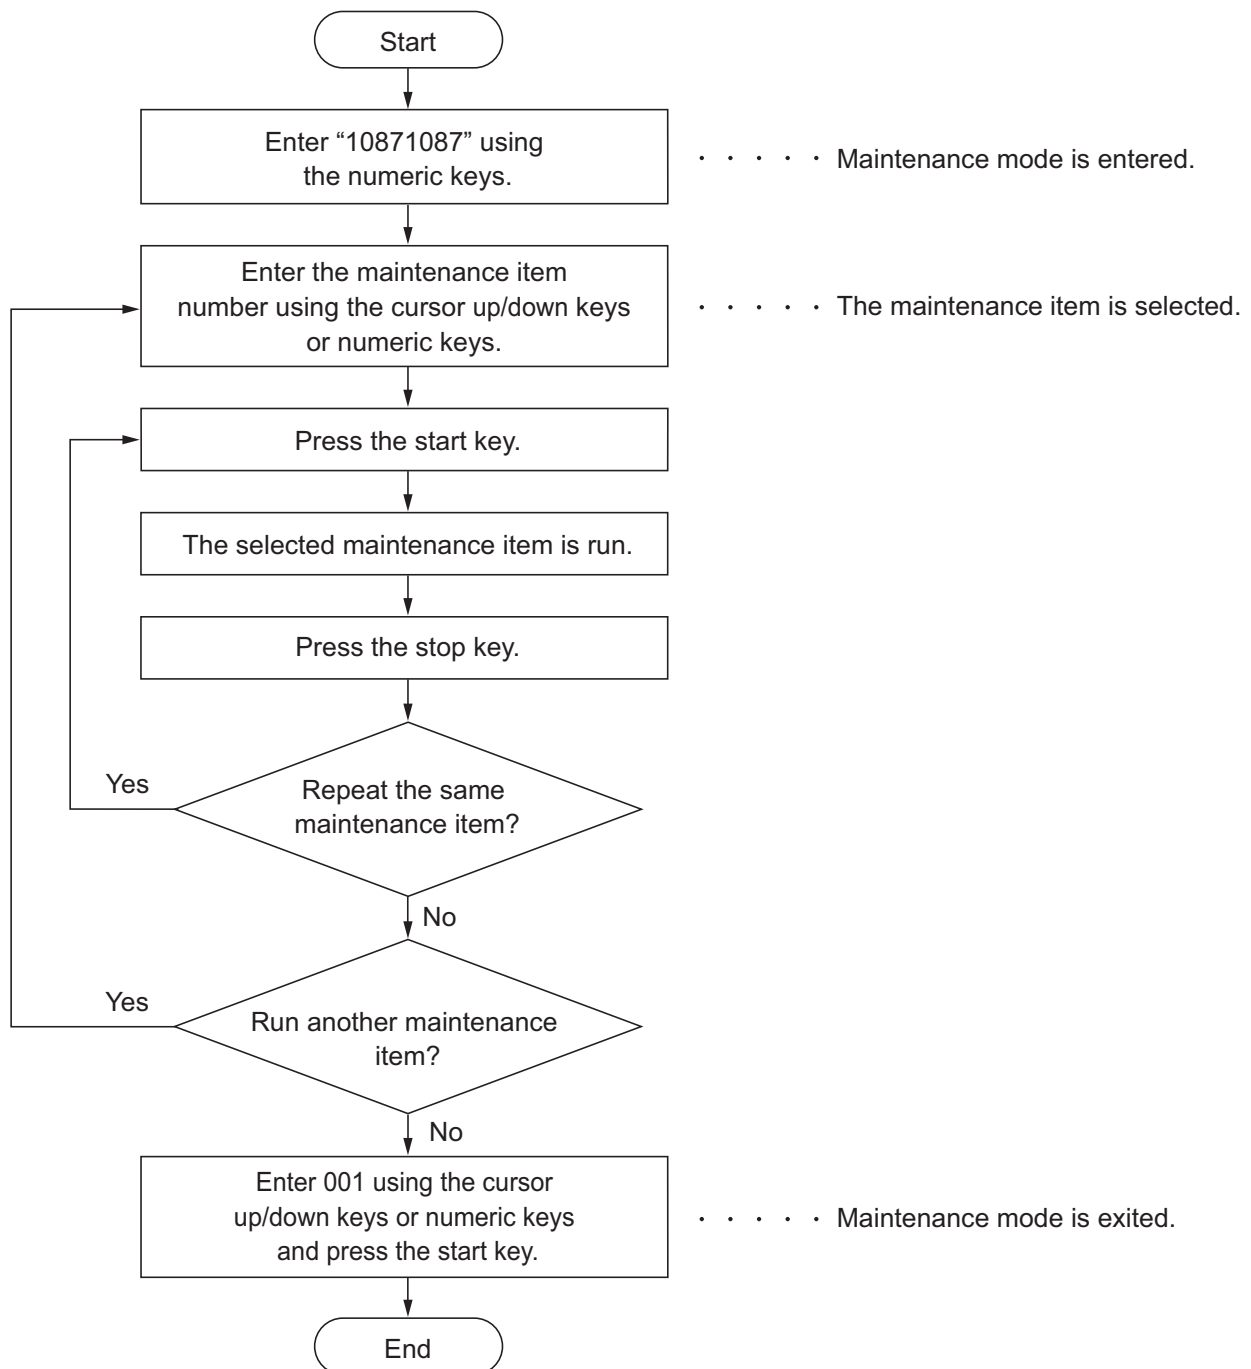 Start
Enter “10871087” using
the numeric keys.
· · · · · Maintenance mode is entered.
Enter the maintenance item
number using the cursor up/down keys
or numeric keys.
· · · · · The maintenance item is selected.
Press the start key.
The selected maintenance item is run.
Press the stop key.
Yes
Repeat the same
maintenance item?
No
Yes
Run another maintenance
item?
No
Enter 001 using the cursor
up/down keys or numeric keys
and press the start key.
· · · · · Maintenance mode is exited.
End